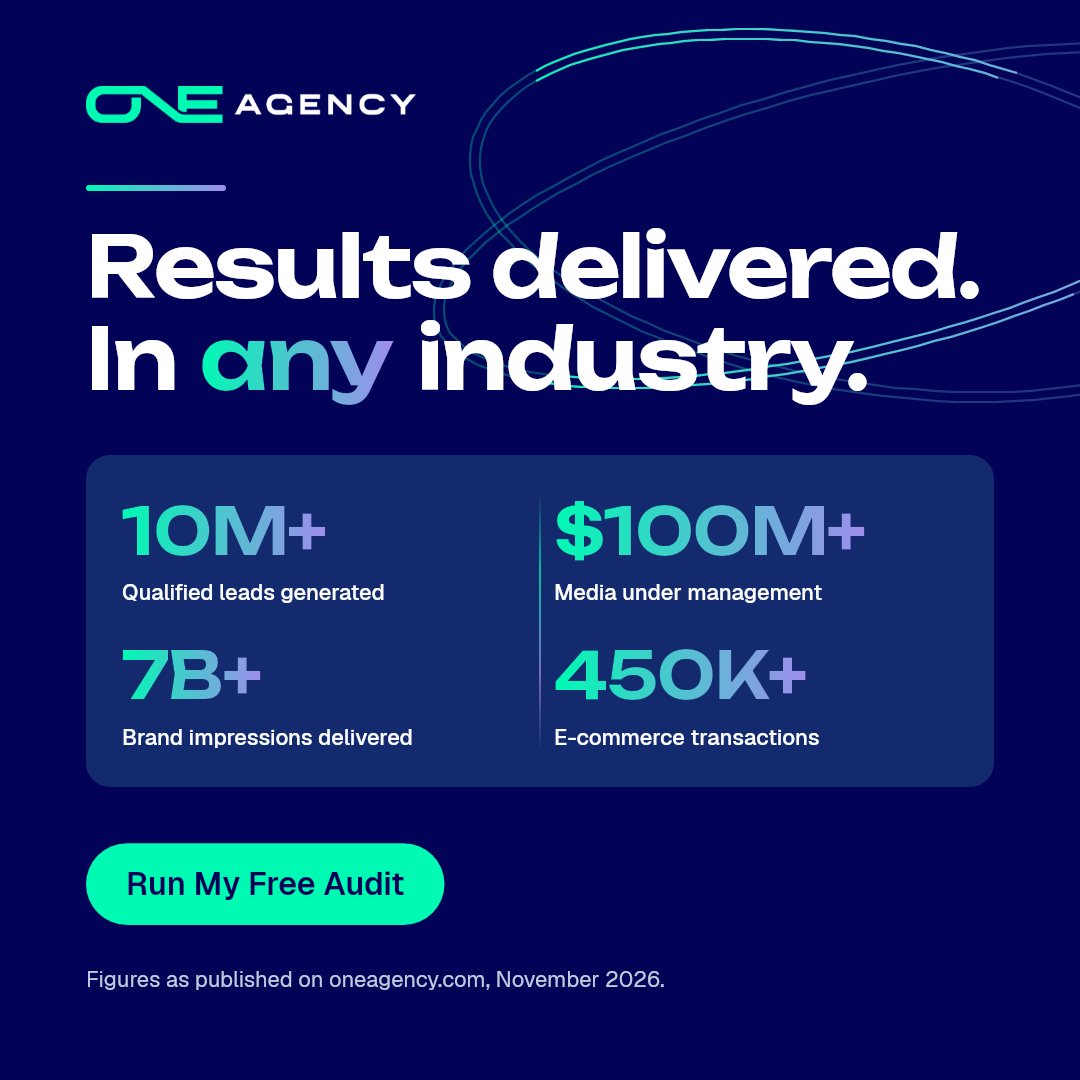 ONE AGENCY
Results delivered.
In any industry.
10M+
Qualified leads generated
$100M+
Media under management
7B+
Brand impressions delivered
450K+
E-commerce transactions
Run My Free Audit
Figures as published on oneagency.com, November 2026.